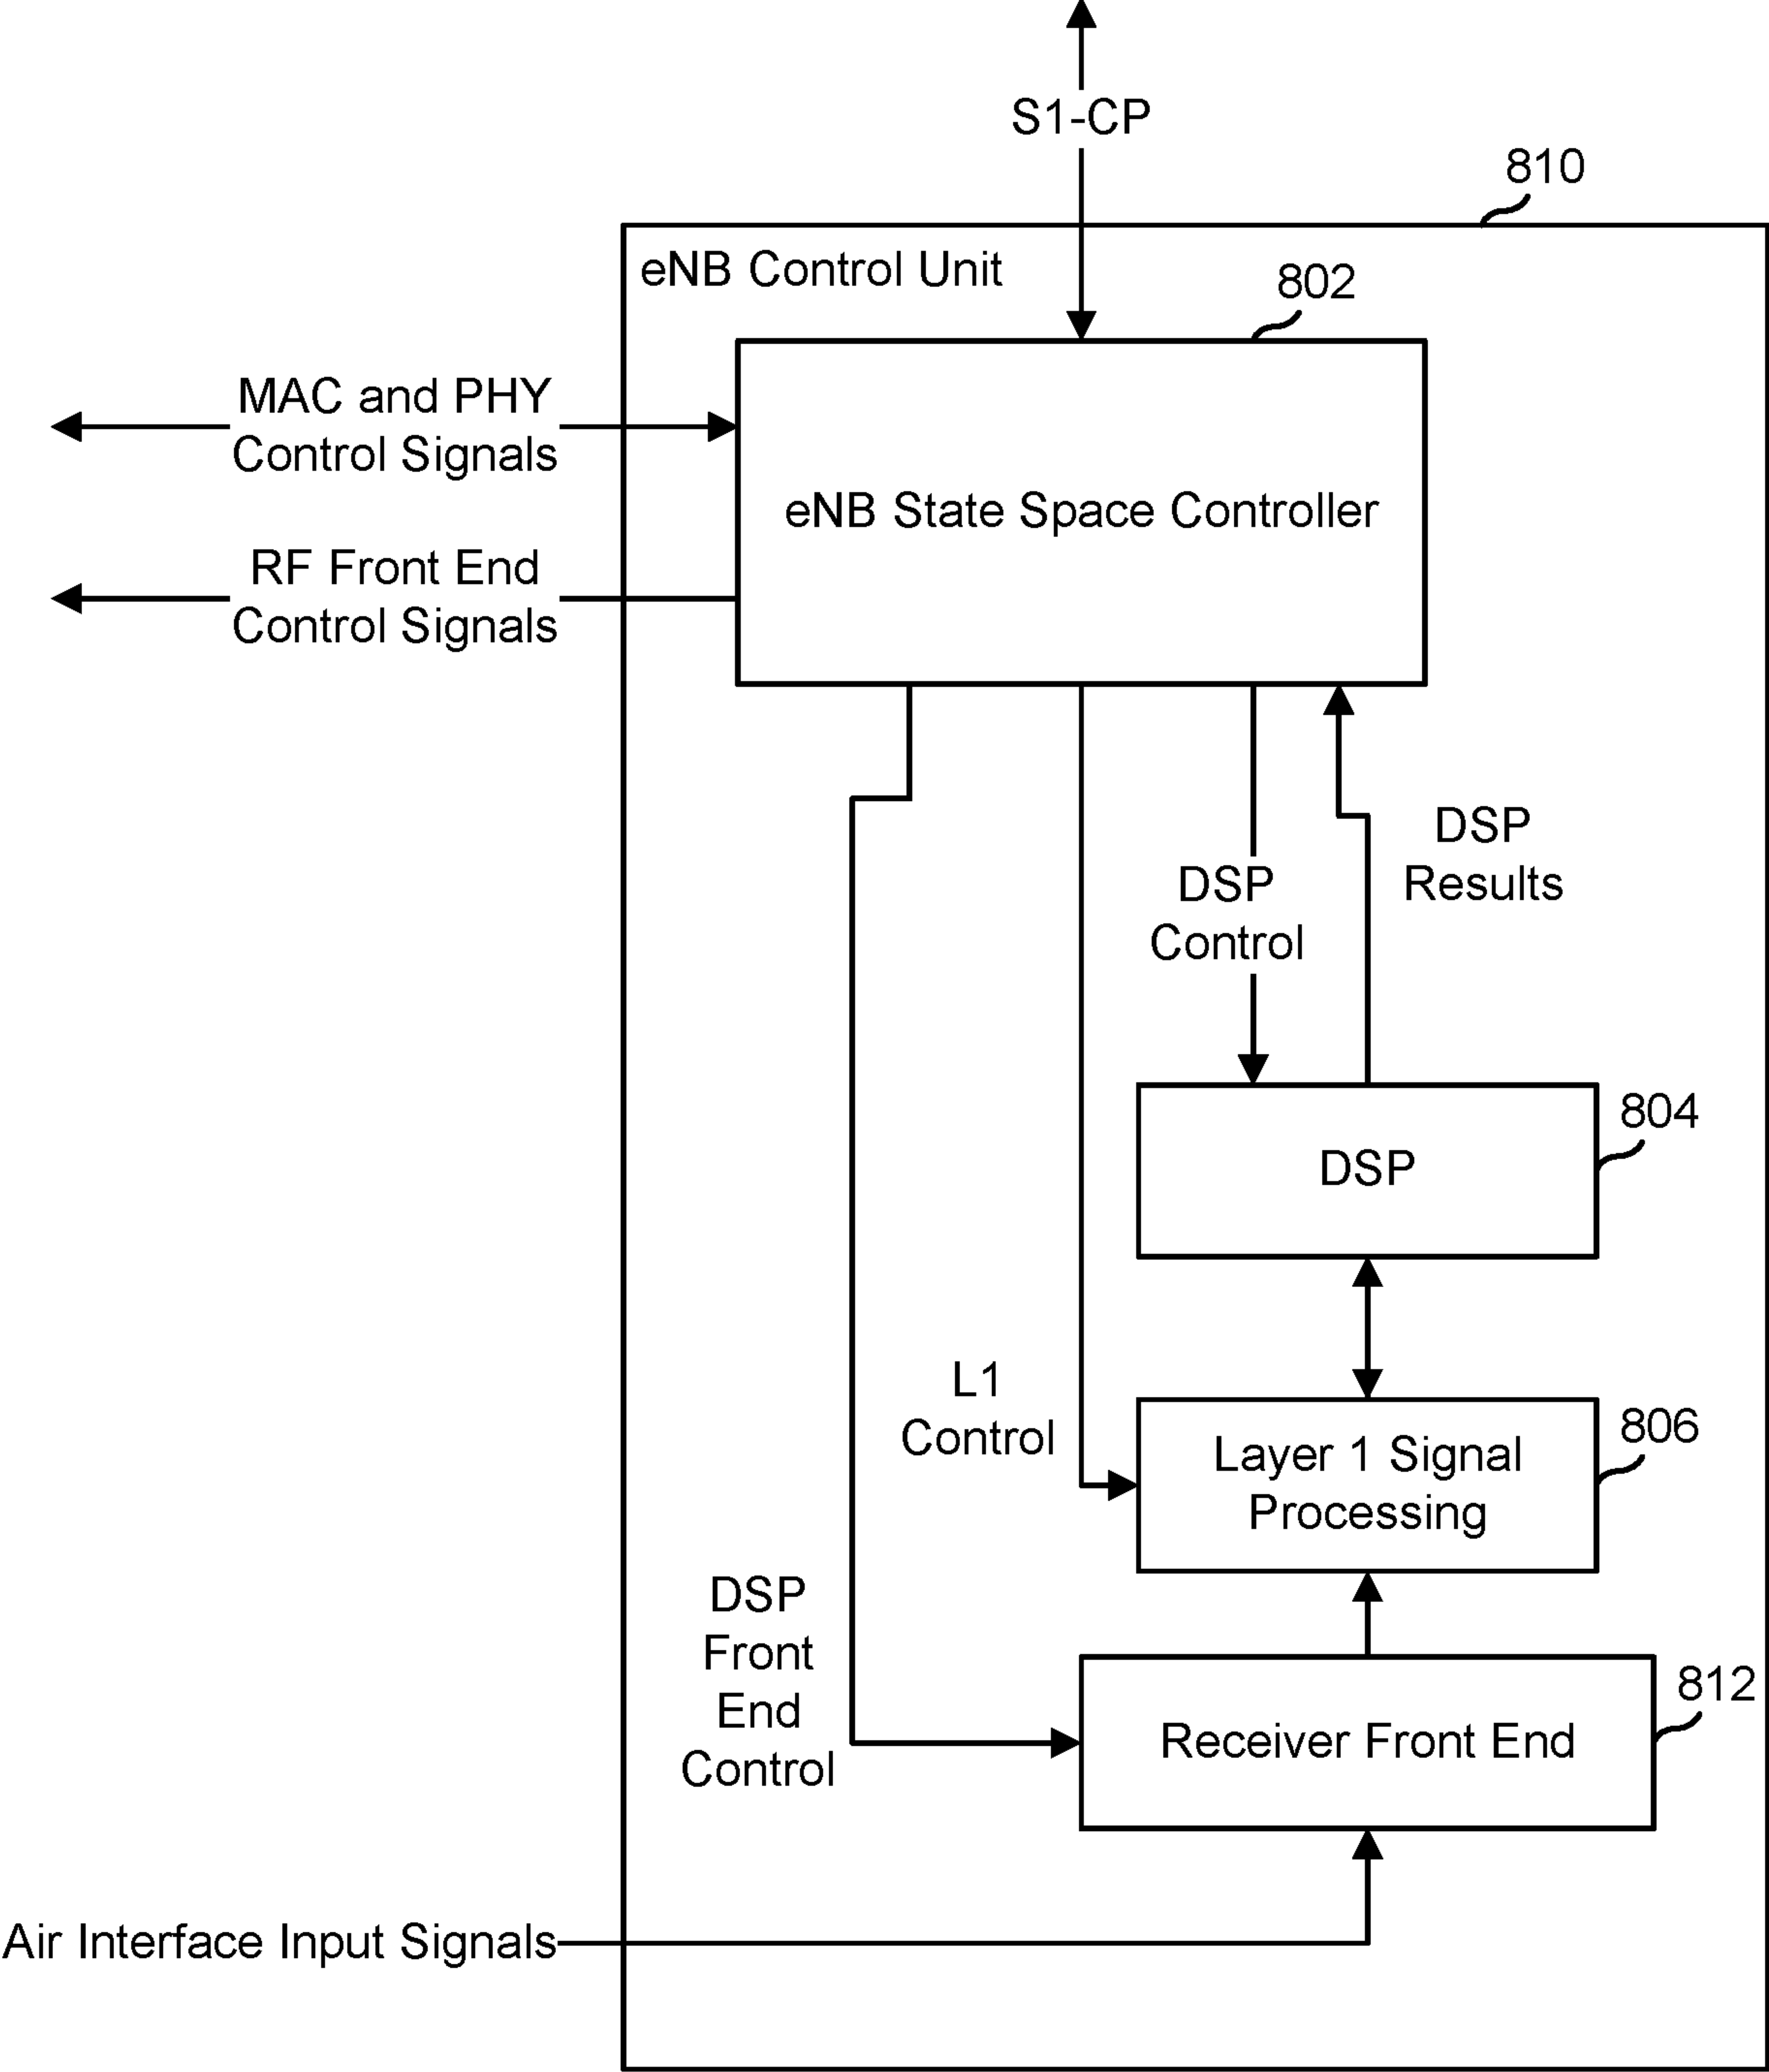 S1-CP
810
eNB Control Unit
802
MAC and PHY
Control Signals
eNB State Space Controller
RF Front End
Control Signals
DSP
Results
DSP
Control
804
DSP
L1
Control
806
Layer 1 Signal
Processing
DSP
Front
End
Control
812
Receiver Front End
Air Interface Input Signals